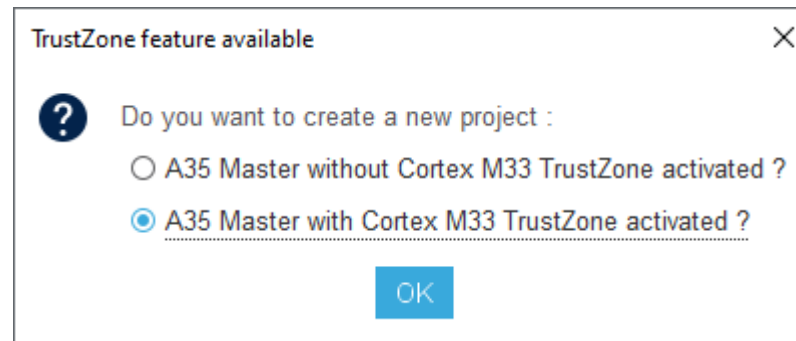 TrustZone feature available
Do you want to create a new project :
A35 Master without Cortex M33 TrustZone activated ?
A35 Master with Cortex M33 TrustZone activated ?
OK